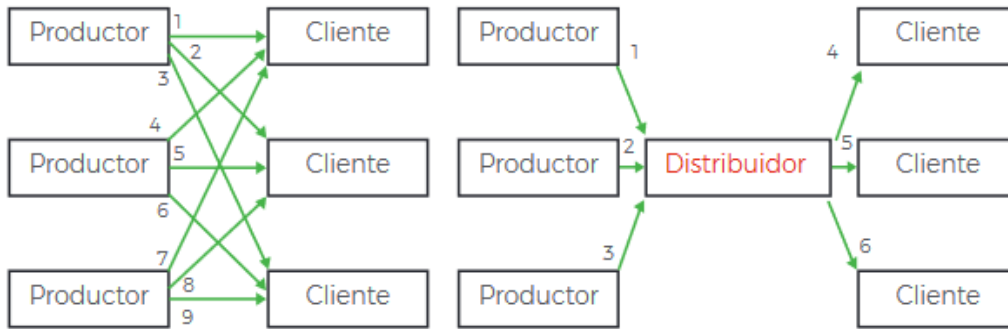 Productor
1
2
3
Cliente
Productor
4
5
6
Cliente
Productor
7
8
9
Cliente
Productor
1
Productor
2
Productor
3
Distribuidor
4
Cliente
5
Cliente
6
Cliente